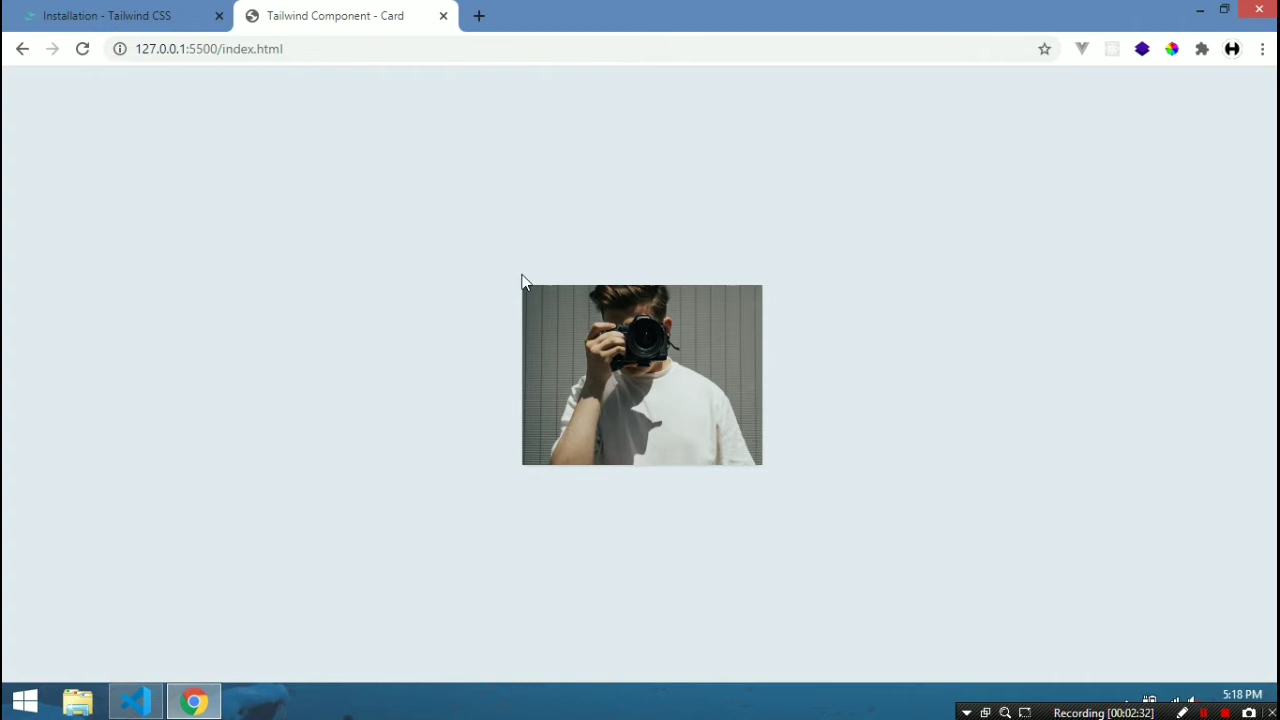 Installation - Tailwind CSS
Tailwind Component - Card
127.0.0.1:5500/index.html
5:18 PM
Recording [00:02:32]